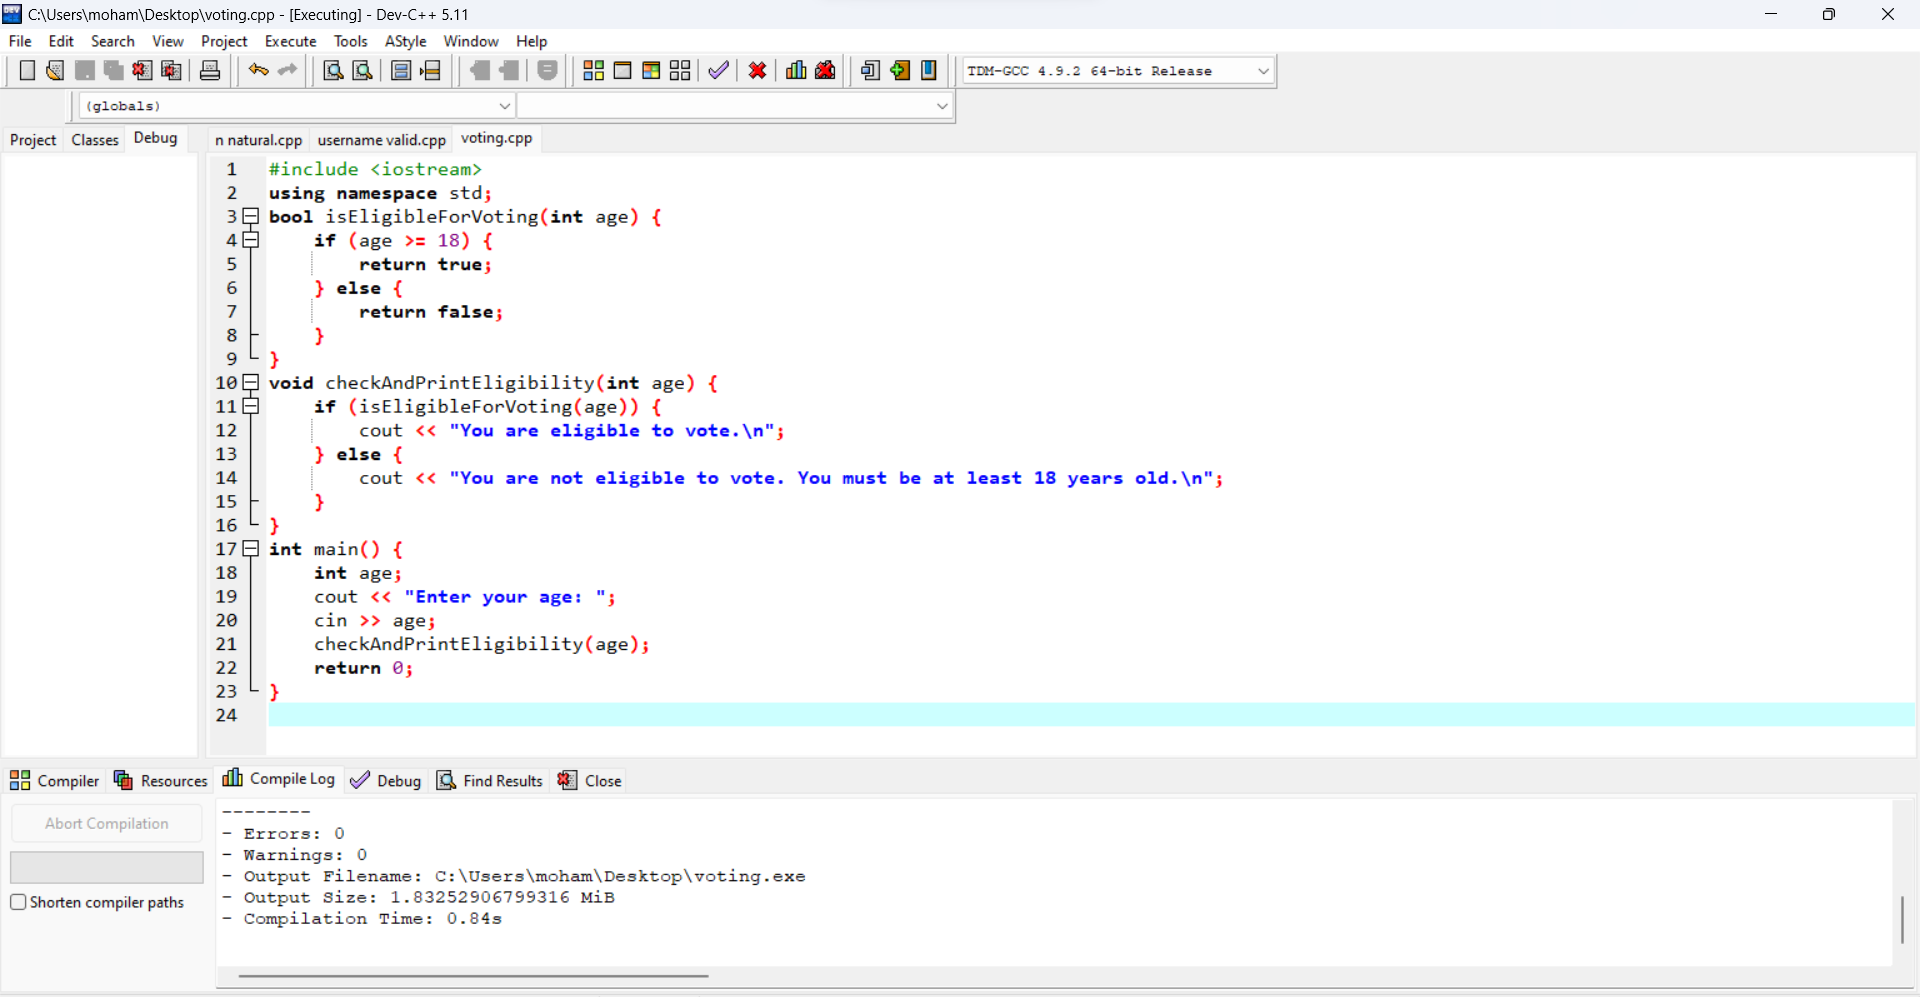 C:\Users\moham\Desktop\voting.cpp - [Executing] - Dev-C++ 5.11
File Edit Search View Project Execute Tools AStyle Window Help
TDM-GCC 4.9.2 64-bit Release
(globals)
Project Classes Debug n natural.cpp username valid.cpp voting.cpp
1 #include <iostream>
2 using namespace std;
3 bool isEligibleForVoting(int age) {
4     if (age >= 18) {
5         return true;
6     } else {
7         return false;
8     }
9 }
10 void checkAndPrintEligibility(int age) {
11     if (isEligibleForVoting(age)) {
12         cout << "You are eligible to vote.\n";
13     } else {
14         cout << "You are not eligible to vote. You must be at least 18 years old.\n";
15     }
16 }
17 int main() {
18     int age;
19     cout << "Enter your age: ";
20     cin >> age;
21     checkAndPrintEligibility(age);
22     return 0;
23 }
24
Compiler Resources Compile Log Debug Find Results Close
Abort Compilation
Shorten compiler paths
--------
- Errors: 0
- Warnings: 0
- Output Filename: C:\Users\moham\Desktop\voting.exe
- Output Size: 1.83252906799316 MiB
- Compilation Time: 0.84s